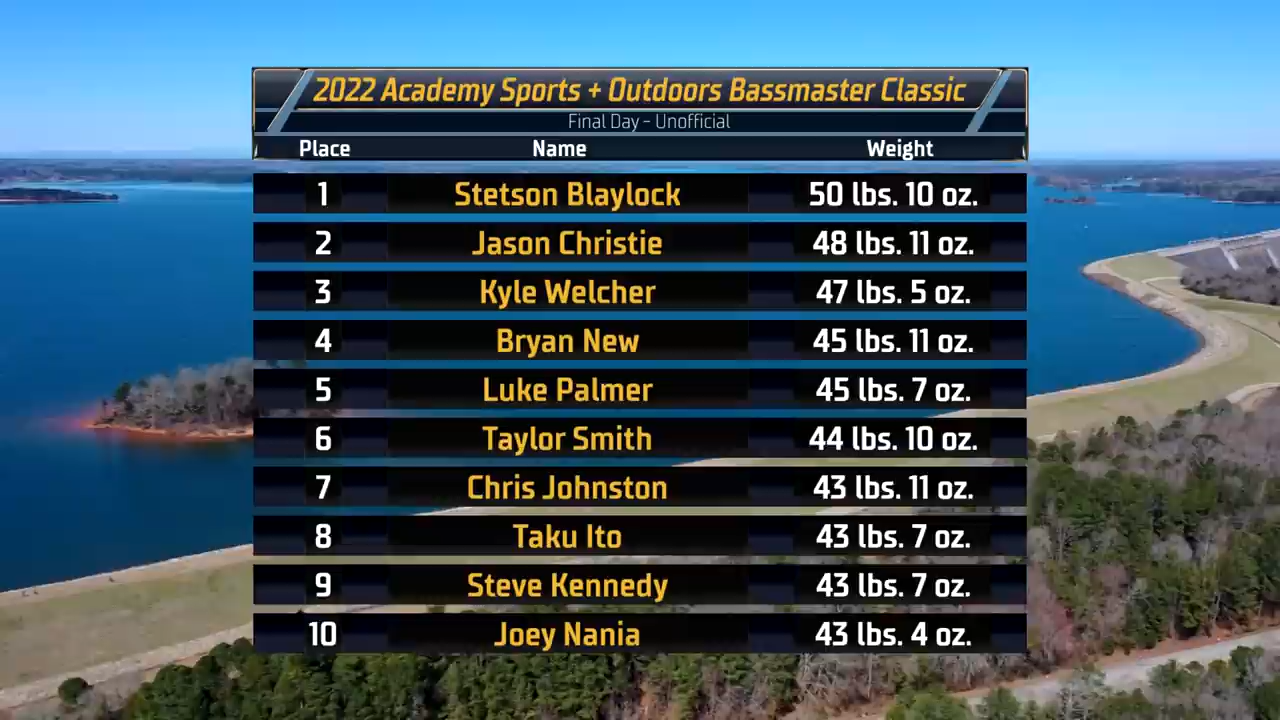 2022 Academy Sports + Outdoors Bassmaster Classic
Final Day - Unofficial
Place Name Weight
1 Stetson Blaylock 50 lbs. 10 oz.
2 Jason Christie 48 lbs. 11 oz.
3 Kyle Welcher 47 lbs. 5 oz.
4 Bryan New 45 lbs. 11 oz.
5 Luke Palmer 45 lbs. 7 oz.
6 Taylor Smith 44 lbs. 10 oz.
7 Chris Johnston 43 lbs. 11 oz.
8 Taku Ito 43 lbs. 7 oz.
9 Steve Kennedy 43 lbs. 7 oz.
10 Joey Nania 43 lbs. 4 oz.